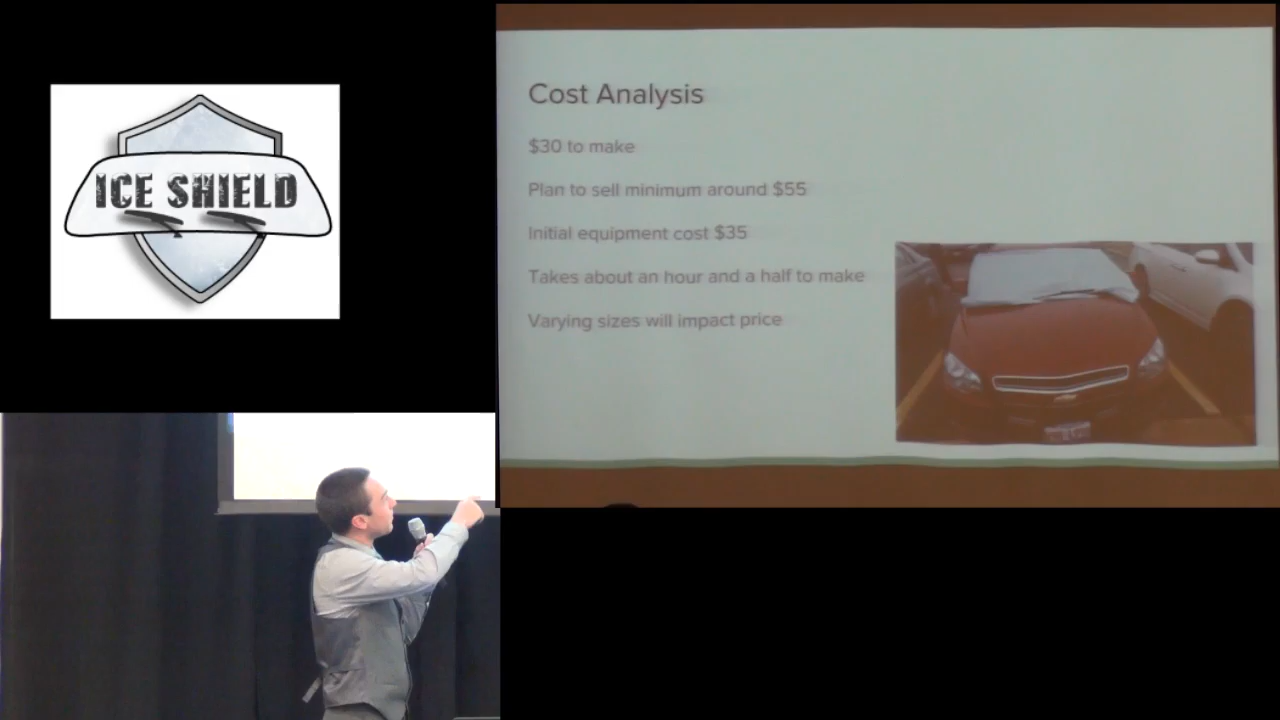 ICE SHIELD
Cost Analysis
$30 to make
Plan to sell minimum around $55
Initial equipment cost $35
Takes about an hour and a half to make
Varying sizes will impact price